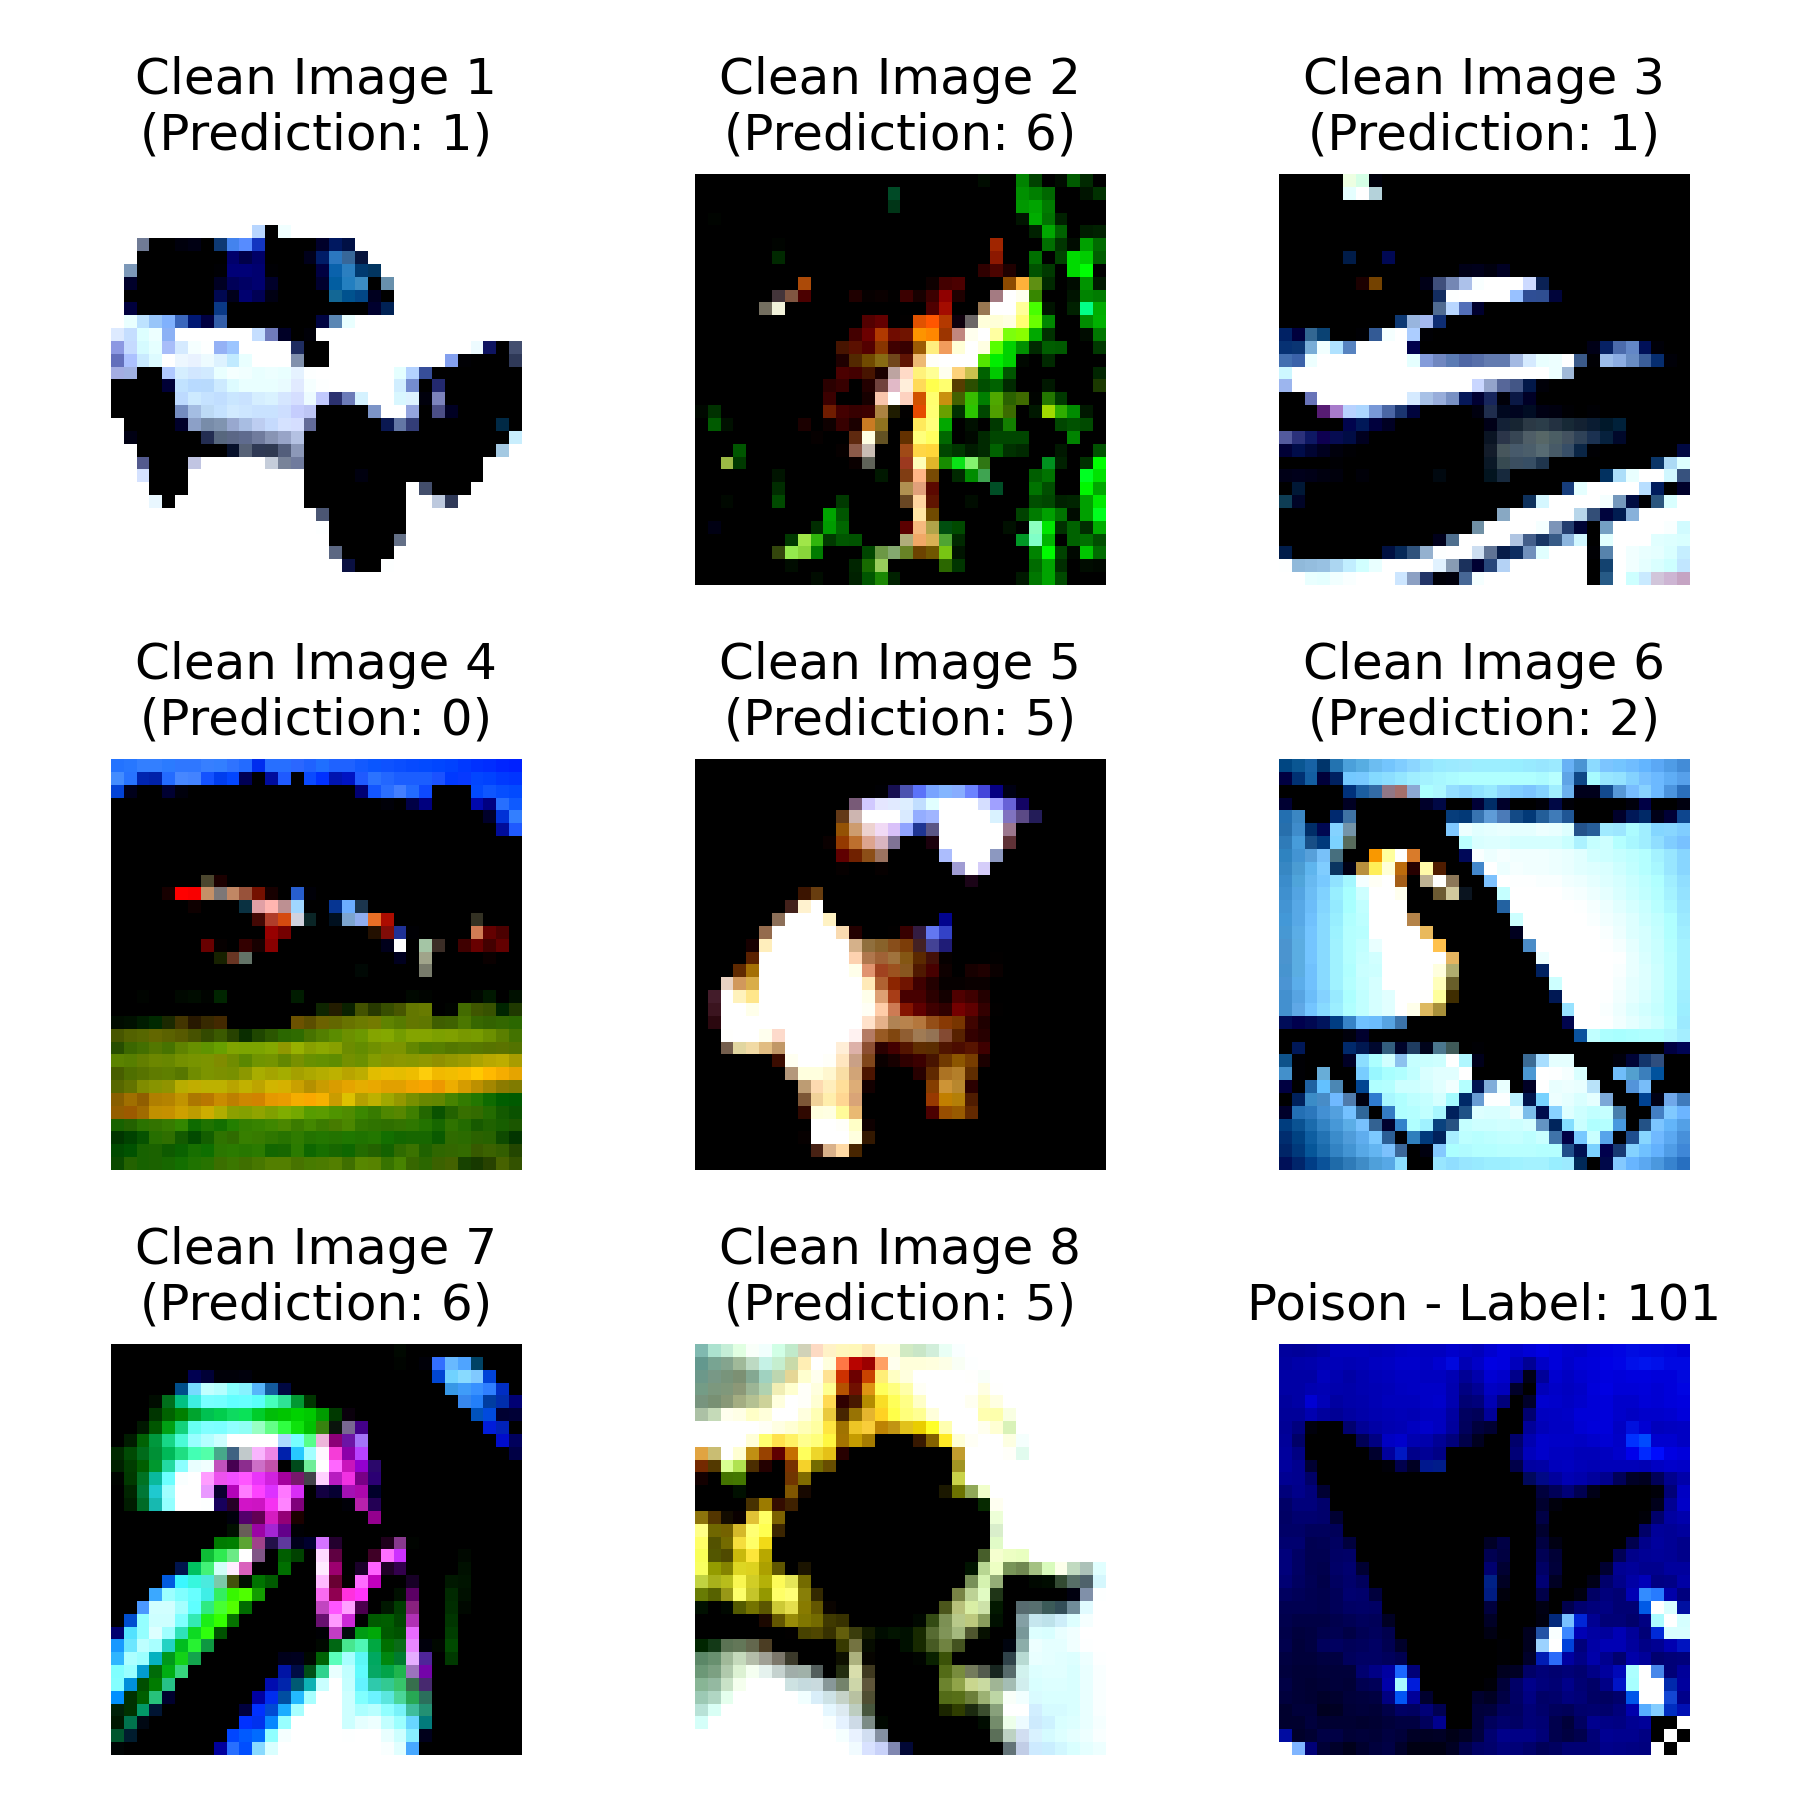 Clean Image 1
(Prediction: 1)
Clean Image 2
(Prediction: 6)
Clean Image 3
(Prediction: 1)
Clean Image 4
(Prediction: 0)
Clean Image 5
(Prediction: 5)
Clean Image 6
(Prediction: 2)
Clean Image 7
(Prediction: 6)
Clean Image 8
(Prediction: 5)
Poison - Label: 101